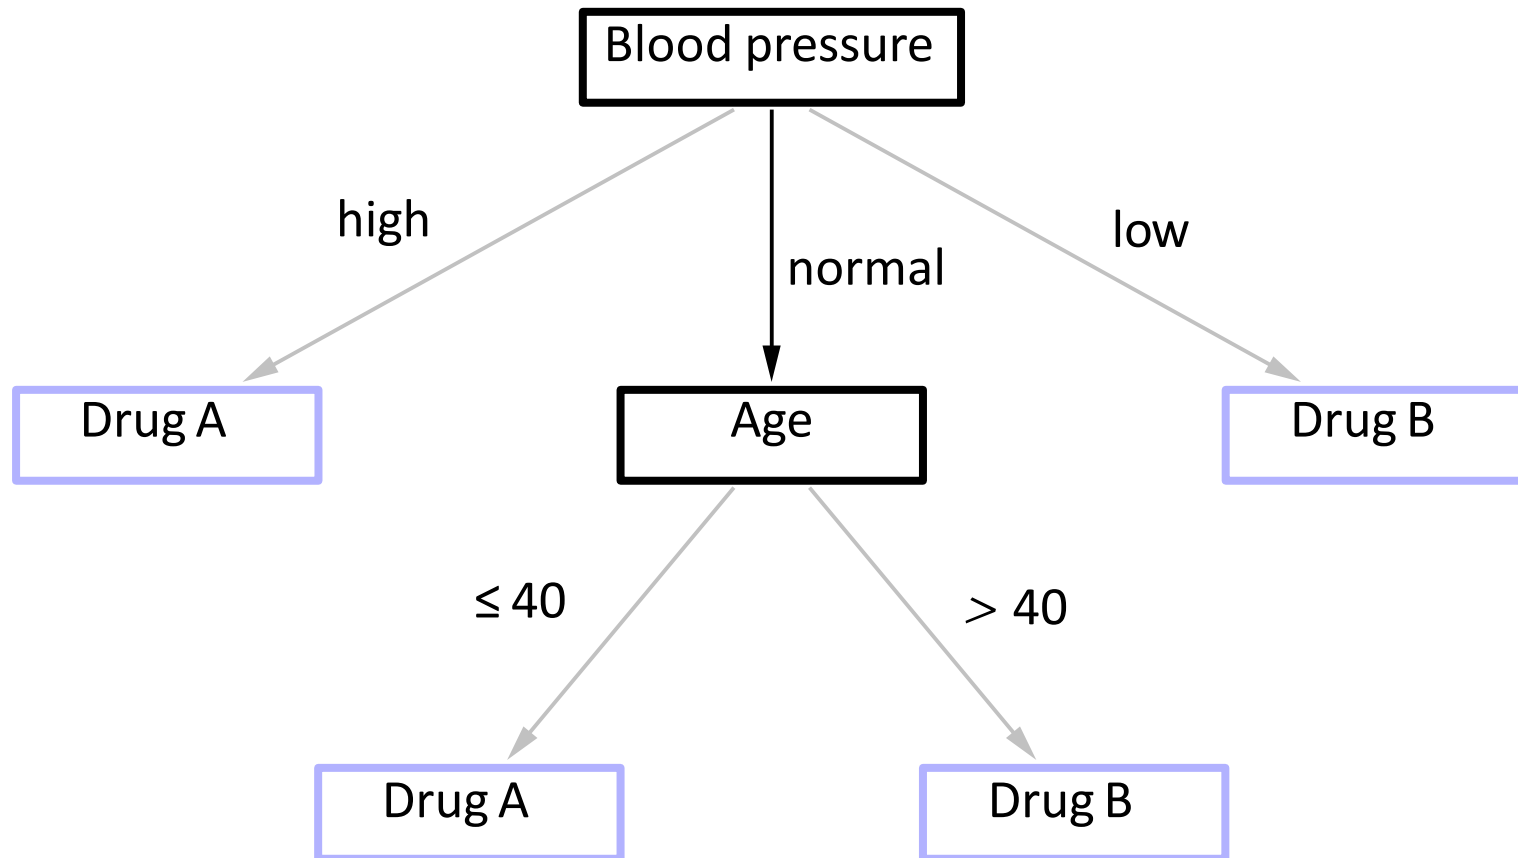 Blood pressure
high
normal
low
Drug A
Age
Drug B
≤ 40
> 40
Drug A
Drug B